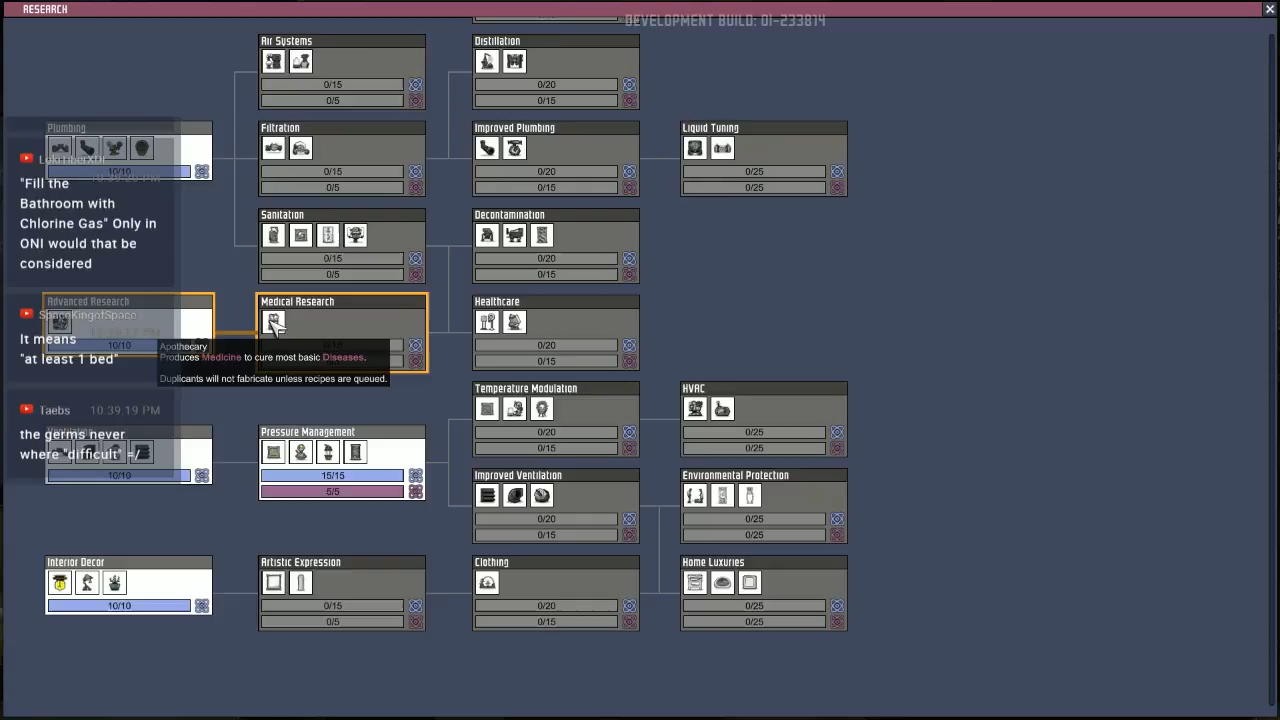 RESEARCH
DEVELOPMENT BUILD: OI-233814
Air Systems
0/15
0/5
Distillation
0/20
0/15
Plumbing
10/10
Filtration
0/15
0/5
Improved Plumbing
0/20
0/15
Liquid Tuning
0/25
0/25
LokiTiberXDI
"Fill the
Bathroom with
Chlorine Gas" Only in
ONI would that be
considered
Sanitation
0/15
0/5
Decontamination
0/20
0/15
Advanced Research
10/10
SpaceKingofSpace
It means
"at least 1 bed"
Medical Research
Apothecary
Produces Medicine to cure most basic Diseases.
Duplicants will not fabricate unless recipes are queued.
Healthcare
0/20
0/15
Taebs 10.39.19 PM
the germs never
where "difficult" =/
10/10
Pressure Management
15/15
5/5
Temperature Modulation
0/20
0/15
HVAC
0/25
0/25
Improved Ventilation
0/20
0/15
Environmental Protection
0/25
0/25
Interior Decor
10/10
Artistic Expression
0/15
0/5
Clothing
0/20
0/15
Home Luxuries
0/25
0/25